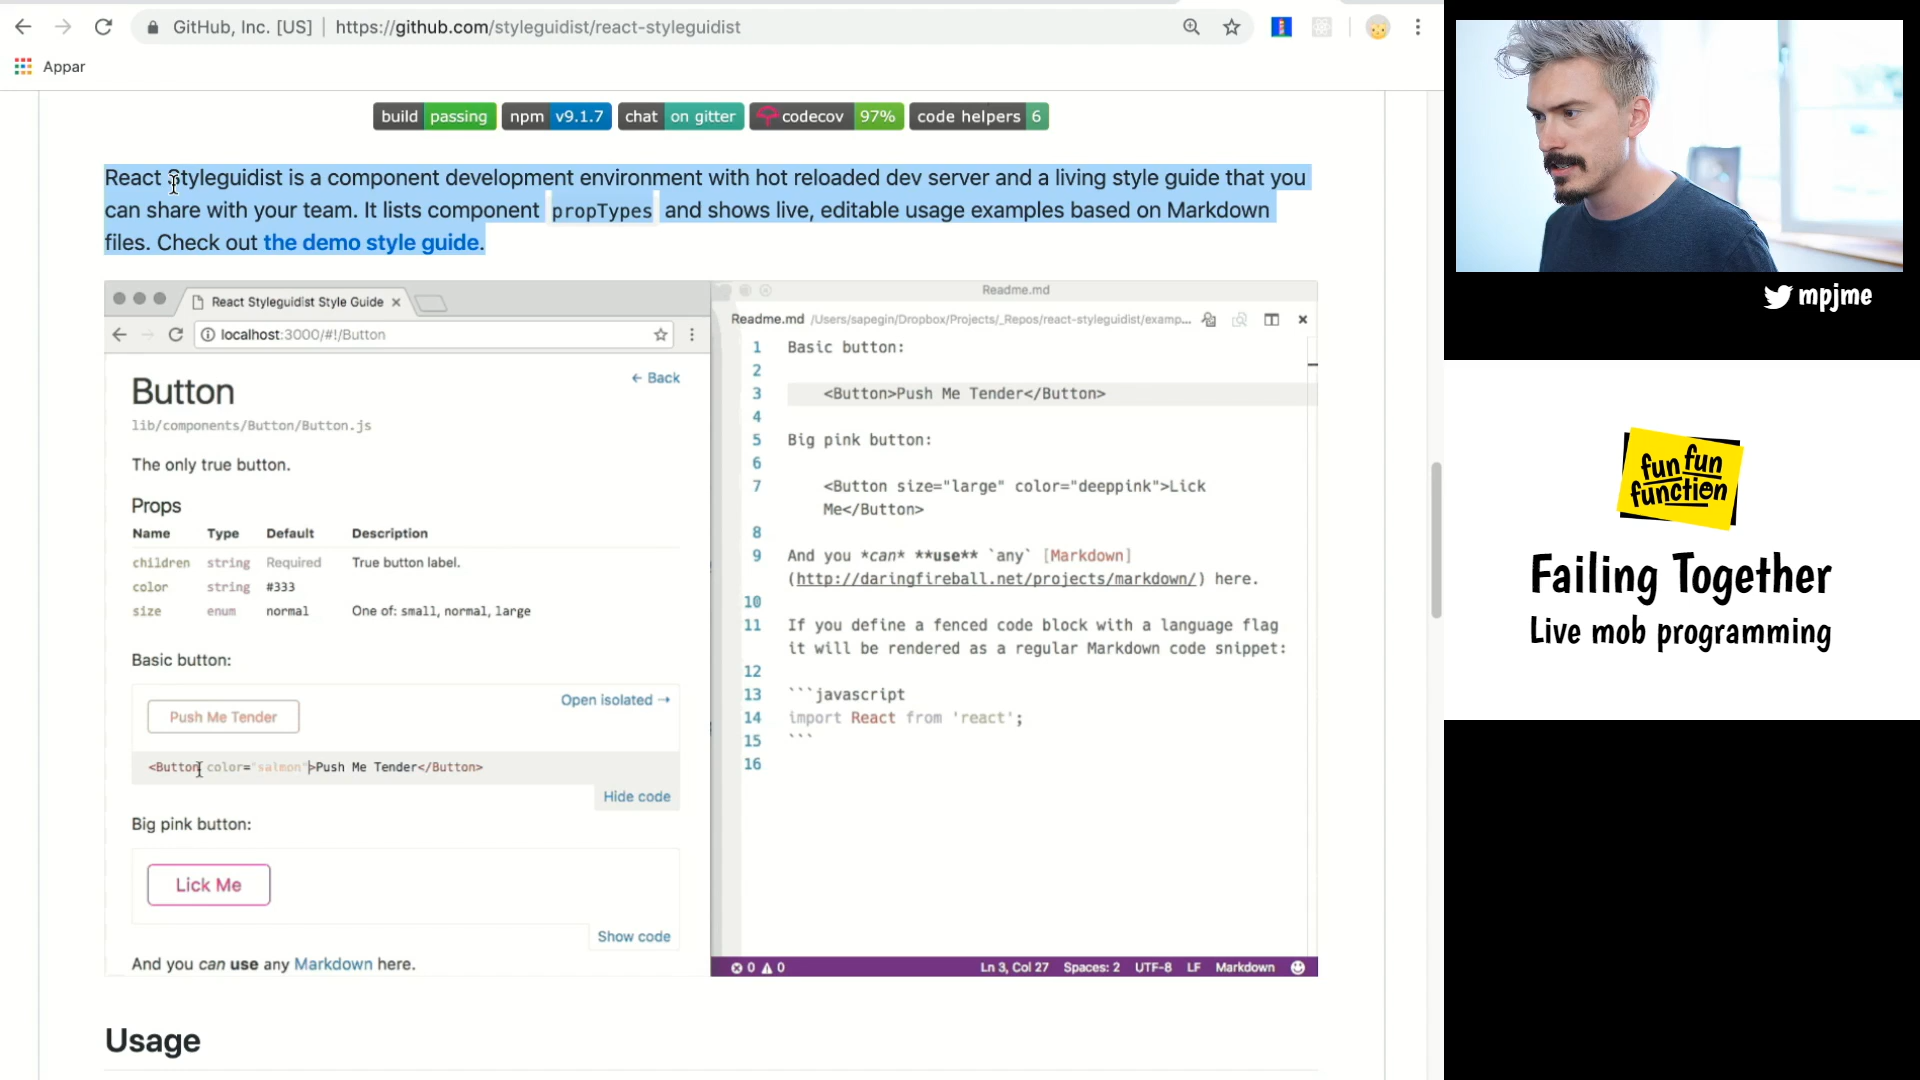 GitHub, Inc. [US] | https://github.com/styleguidist/react-styleguidist
Appar
build passing npm v9.1.7 chat on gitter codecov 97% code helpers 6
React Styleguidist is a component development environment with hot reloaded dev server and a living style guide that you
can share with your team. It lists component propTypes and shows live, editable usage examples based on Markdown
files. Check out the demo style guide.
React Styleguidist Style Guide
localhost:3000/#!/Button
Button
← Back
lib/components/Button/Button.js
The only true button.
Props
Name Type Default Description
children string Required True button label.
color string #333
size enum normal One of: small, normal, large
Basic button:
Push Me Tender
Open isolated →
<Button color="salmon">Push Me Tender</Button>
Hide code
Big pink button:
Lick Me
Show code
And you can use any Markdown here.
Readme.md
Readme.md /Users/sapegin/Dropbox/Projects/_Repos/react-styleguidist/examp...
1 Basic button:
2
3 <Button>Push Me Tender</Button>
4
5 Big pink button:
6
7 <Button size="large" color="deeppink">Lick
Me</Button>
8
9 And you *can* **use** `any` [Markdown]
(http://daringfireball.net/projects/markdown/) here.
10
11 If you define a fenced code block with a language flag
it will be rendered as a regular Markdown code snippet:
12
13 ```javascript
14 import React from 'react';
15 ```
16
0 0 Ln 3, Col 27 Spaces: 2 UTF-8 LF Markdown
Usage
mpjme
fun fun
function
Failing Together
Live mob programming